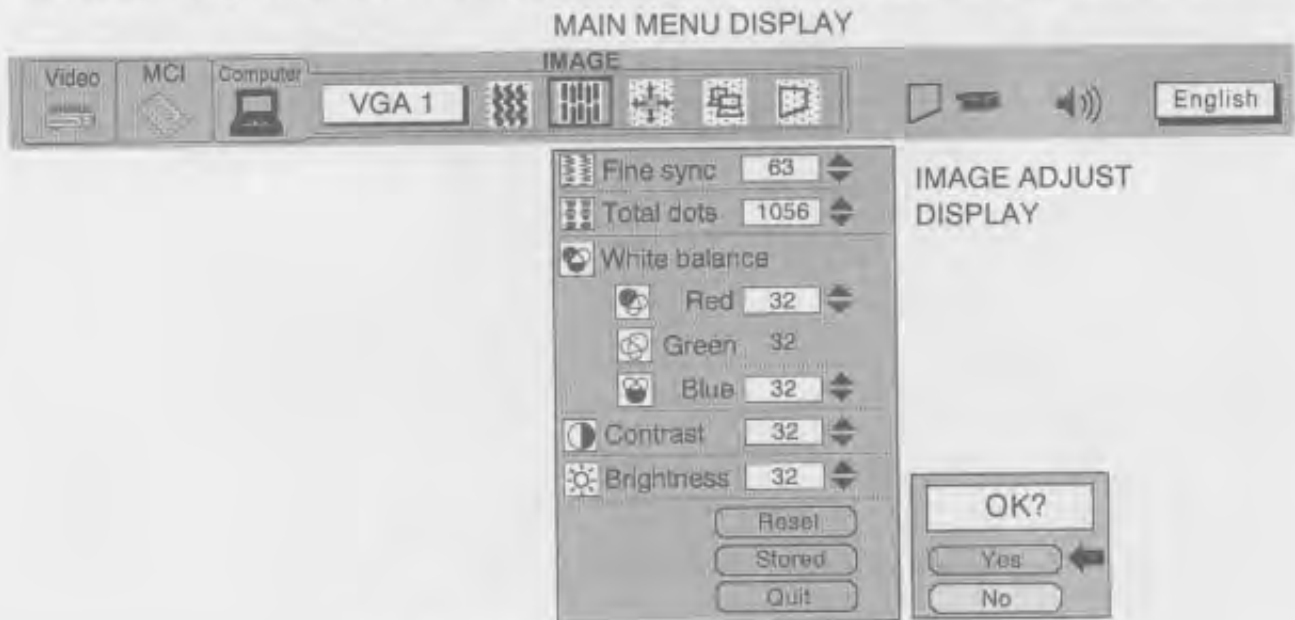 MAIN MENU DISPLAY
IMAGE
Video MCI Computer
VGA 1
English
Fine sync 63
Total dots 1056
White balance
Red 32
Green 32
Blue 32
Contrast 32
Brightness 32
Reset
Stored
Quit
IMAGE ADJUST
DISPLAY
OK?
Yes
No